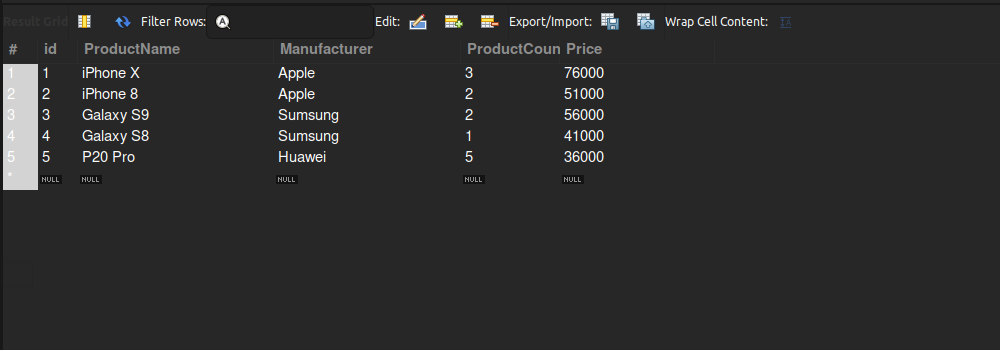 Result Grid Filter Rows: Edit: Export/Import: Wrap Cell Content: IA
# id ProductName Manufacturer ProductCoun Price
1 1 iPhone X Apple 3 76000
2 2 iPhone 8 Apple 2 51000
3 3 Galaxy S9 Sumsung 2 56000
4 4 Galaxy S8 Sumsung 1 41000
5 5 P20 Pro Huawei 5 36000
* NULL NULL NULL NULL NULL